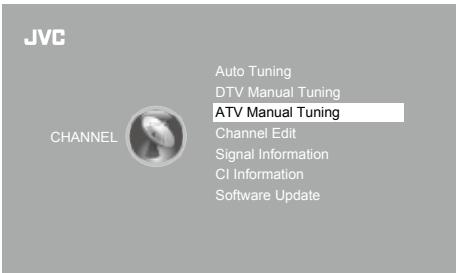 JVC
CHANNEL
Auto Tuning
DTV Manual Tuning
ATV Manual Tuning
Channel Edit
Signal Information
CI Information
Software Update